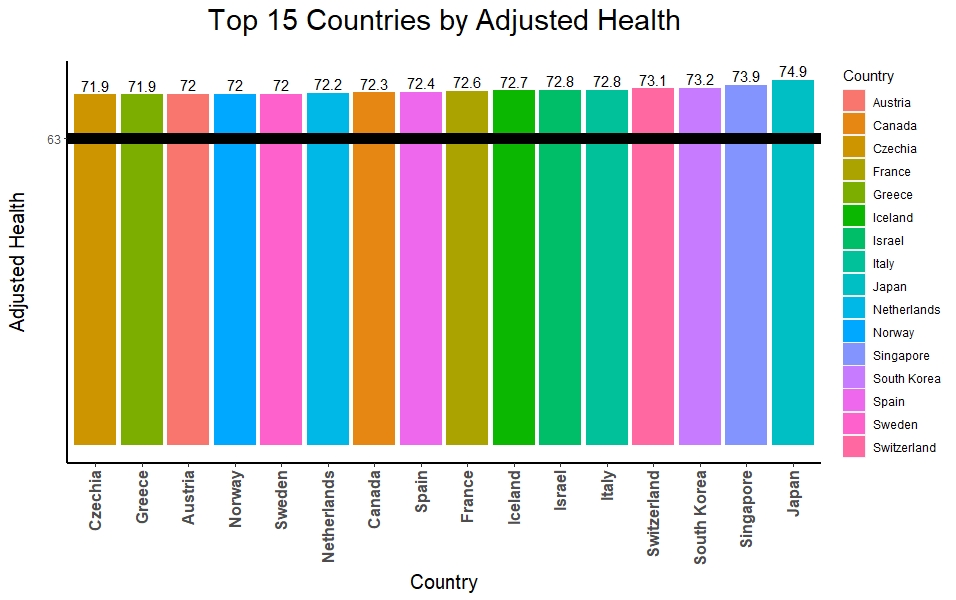 Top 15 Countries by Adjusted Health
71.9 71.9 72 72 72 72.2 72.3 72.4 72.6 72.7 72.8 72.8 73.1 73.2 73.9 74.9
63
Adjusted Health
Czechia
Greece
Austria
Norway
Sweden
Netherlands
Canada
Spain
France
Iceland
Israel
Italy
Switzerland
South Korea
Singapore
Japan
Country
Country
Austria
Canada
Czechia
France
Greece
Iceland
Israel
Italy
Japan
Netherlands
Norway
Singapore
South Korea
Spain
Sweden
Switzerland